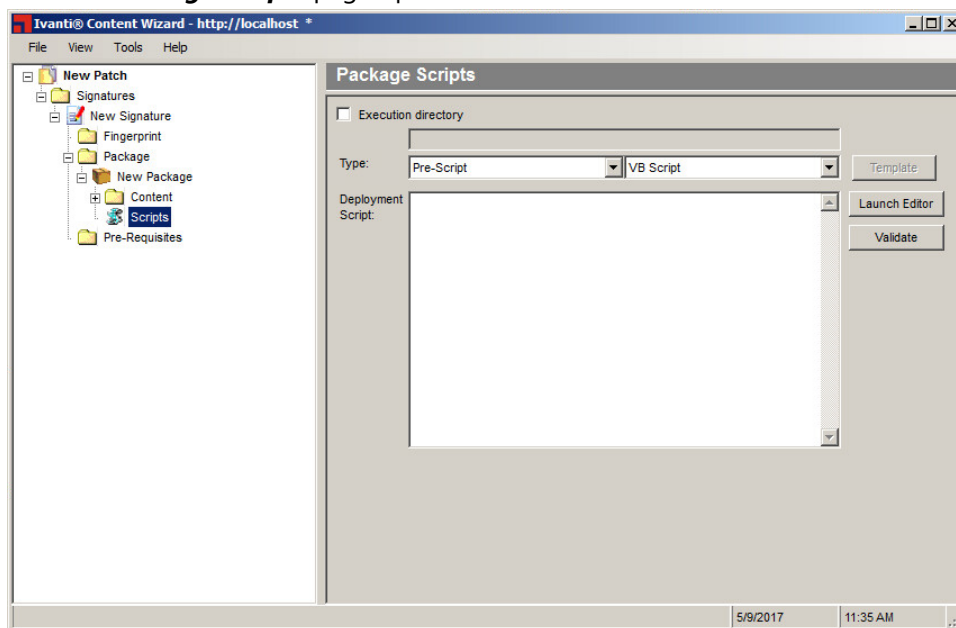 Ivanti® Content Wizard - http://localhost *
File View Tools Help
New Patch
Signatures
New Signature
Fingerprint
Package
New Package
Content
Scripts
Pre-Requisites
Package Scripts
Execution directory
Type: Pre-Script VB Script Template
Deployment Script:
Launch Editor
Validate
5/9/2017 11:35 AM